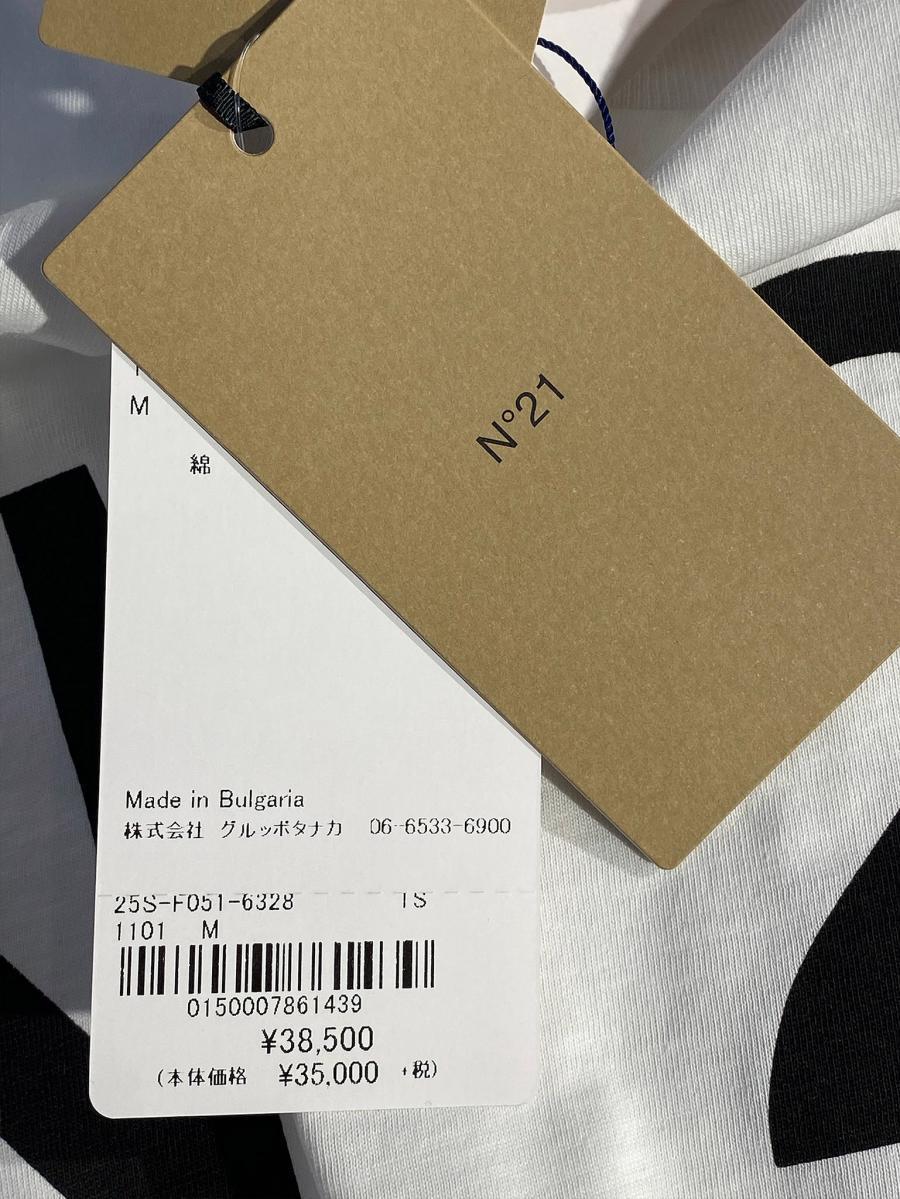 N°21
M
綿
Made in Bulgaria
株式会社 グルッポタナカ 06-6533-6900
25S-F051-6328 TS
1101 M
0150007861439
¥38,500
(本体価格 ¥35,000 +税)